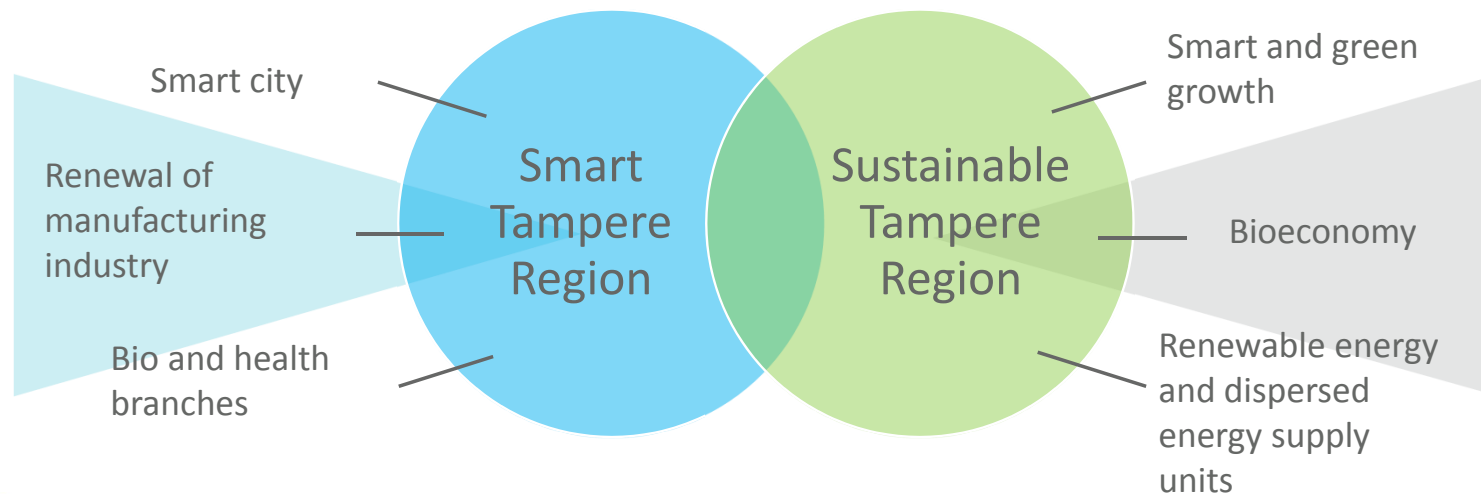 Smart city
Renewal of
manufacturing
industry
Bio and health
branches
Smart
Tampere
Region
Sustainable
Tampere
Region
Smart and green
growth
Bioeconomy
Renewable energy
and dispersed
energy supply
units